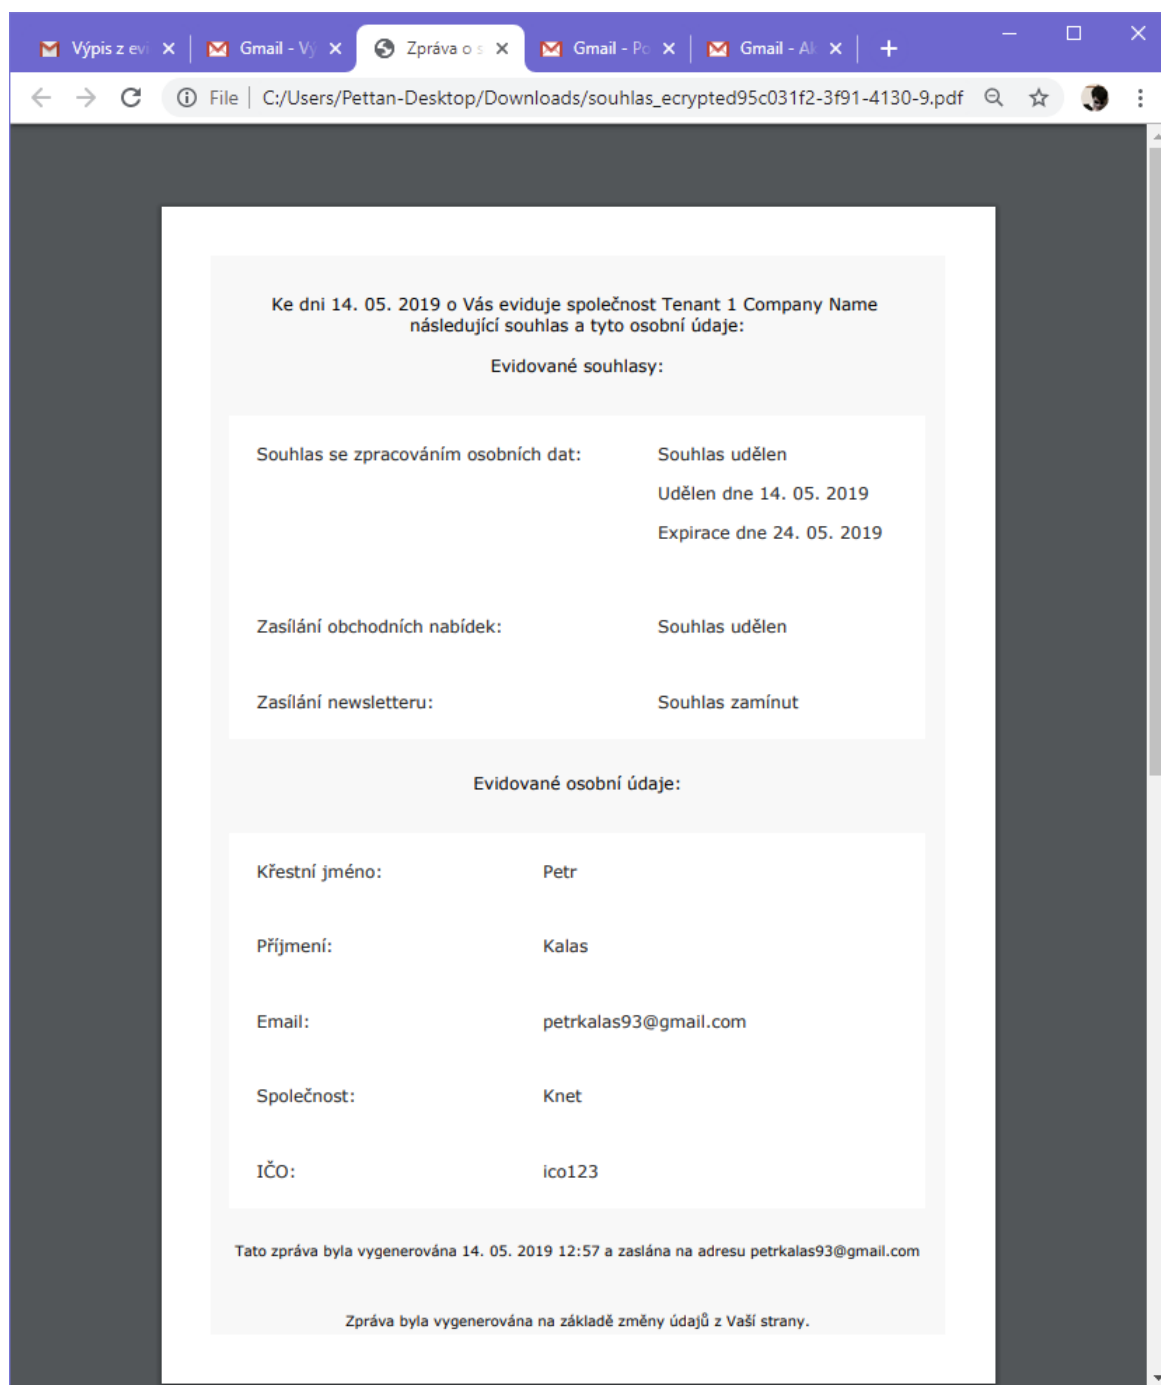 Výpis z evi
Gmail - Vý
Zpráva o s
Gmail - Po
Gmail - Ak
File C:/Users/Pettan-Desktop/Downloads/souhlas_ecrypted95c031f2-3f91-4130-9.pdf
Ke dni 14. 05. 2019 o Vás eviduje společnost Tenant 1 Company Name
následující souhlas a tyto osobní údaje:
Evidované souhlasy:
Souhlas se zpracováním osobních dat: Souhlas udělen
Udělen dne 14. 05. 2019
Expirace dne 24. 05. 2019
Zasílání obchodních nabídek: Souhlas udělen
Zasílání newsletteru: Souhlas zamínut
Evidované osobní údaje:
Křestní jméno: Petr
Příjmení: Kalas
Email: petrkalas93@gmail.com
Společnost: Knet
IČO: ico123
Tato zpráva byla vygenerována 14. 05. 2019 12:57 a zaslána na adresu petrkalas93@gmail.com
Zpráva byla vygenerována na základě změny údajů z Vaší strany.